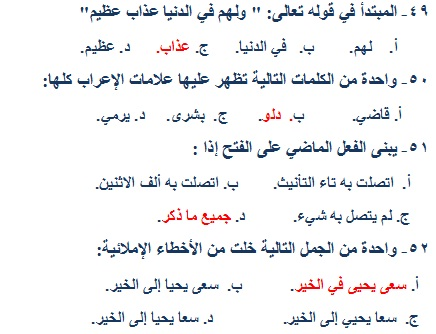 ٤٩- المبتدأ في قوله تعالى: " ولهم في الدنيا عذاب عظيم"
أ. لهم. ب. في الدنيا. ج. عذاب. د. عظيم.
٥٠- واحدة من الكلمات التالية تظهر عليها علامات الإعراب كلها:
أ. قاضي. ب. دلو. ج. بشرى. د. يرمي.
٥١- يبنى الفعل الماضي على الفتح إذا :
أ. اتصلت به تاء التأنيث. ب. اتصلت به ألف الاثنين.
ج. لم يتصل به شيء. د. جميع ما ذكر.
٥٢- واحدة من الجمل التالية خلت من الأخطاء الإملائية:
أ. سعى يحيى في الخير. ب. سعى يحيا إلى الخير.
ج. سعا يحيي إلى الخير. د. سعا يحيا إلى الخير.